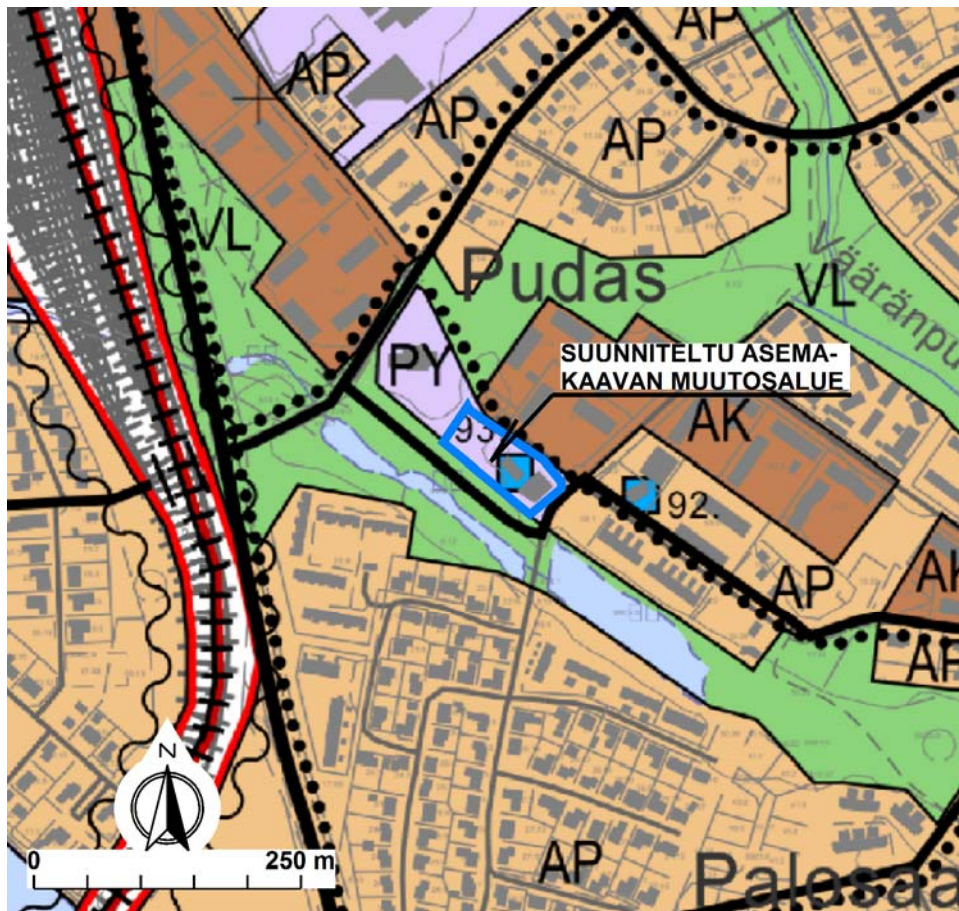 AP
AP
AP
AP
VL
Pudas
VL
PY
SUUNNITELTU ASEMA-
KAAVAN MUUTOSALUE
93
AK
92.
AP
AK
AP
N
0 250 m
AP
Palosaa